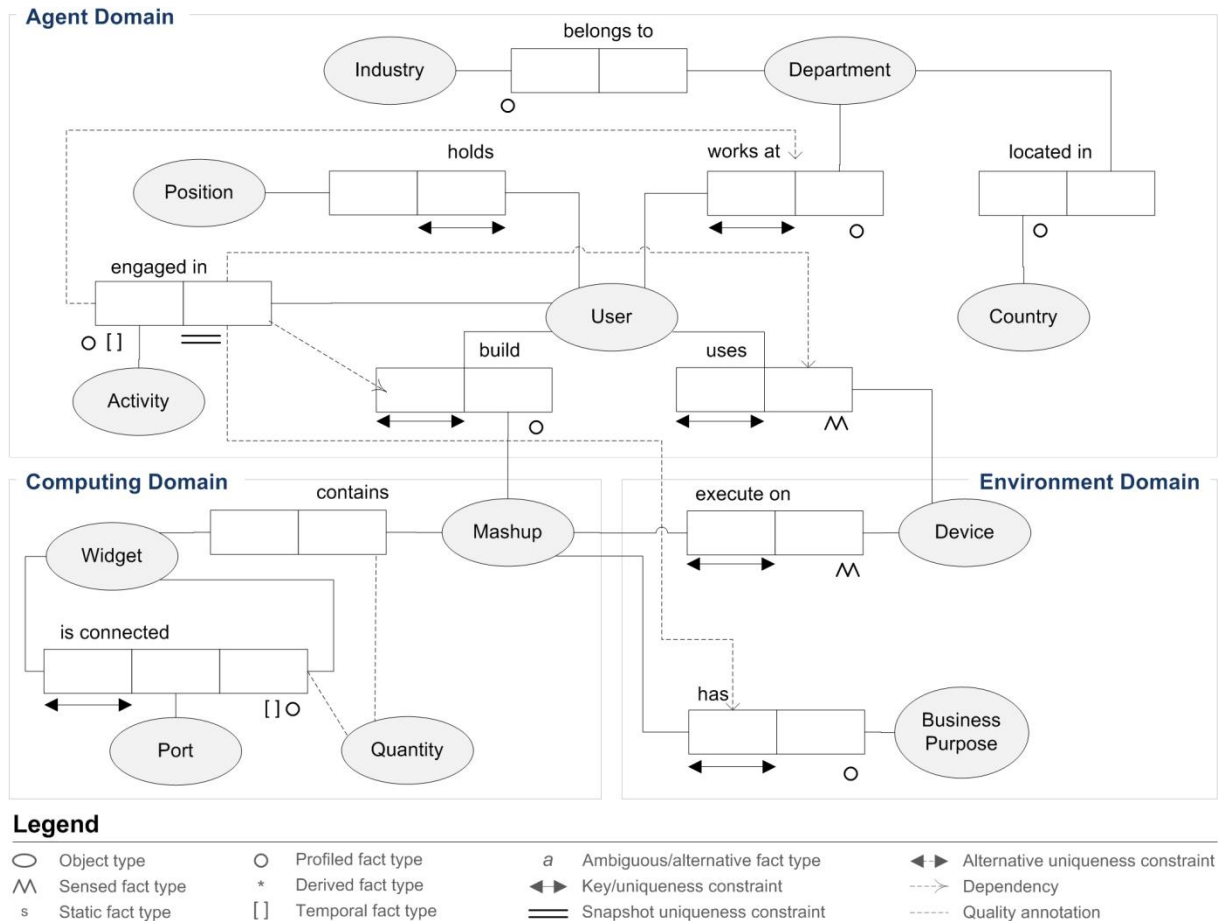 Agent Domain
belongs to
Industry
Department
holds
works at
located in
Position
engaged in
User
Country
build
uses
[ ]
Activity
Computing Domain
Environment Domain
contains
execute on
Mashup
Device
Widget
is connected
has
[ ]
Port
Quantity
Business
Purpose
Legend
Object type
Profiled fact type
a Ambiguous/alternative fact type
Alternative uniqueness constraint
Sensed fact type
* Derived fact type
Key/uniqueness constraint
Dependency
s Static fact type
[ ] Temporal fact type
Snapshot uniqueness constraint
Quality annotation